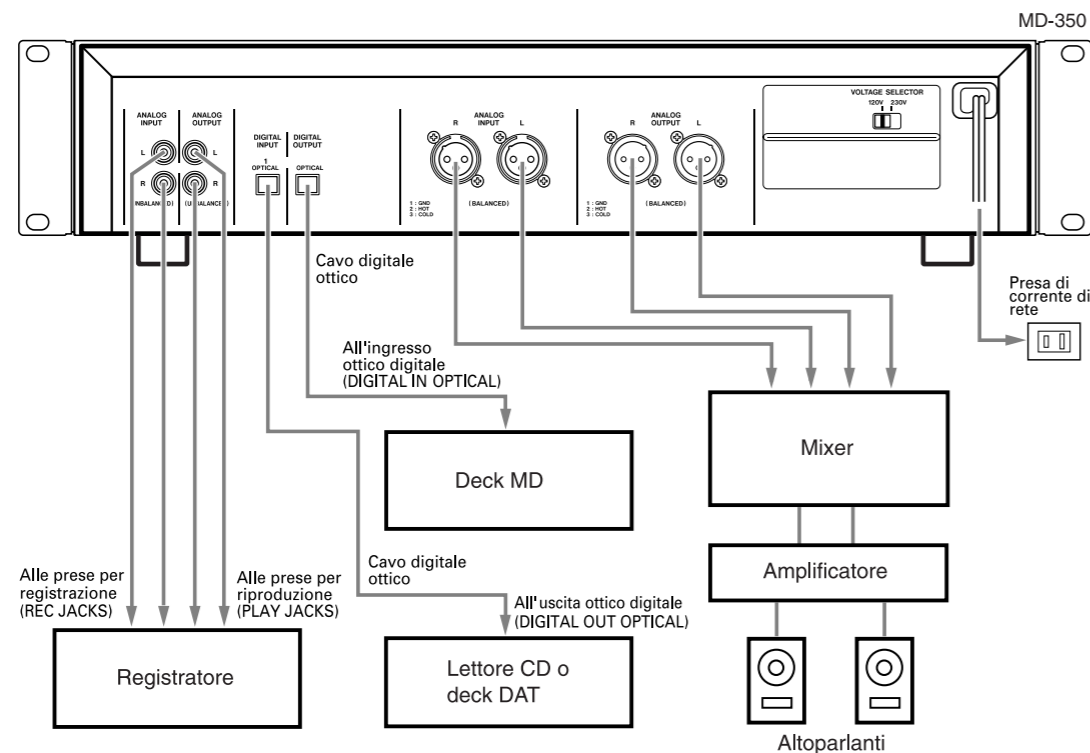 MD-350
VOLTAGE SELECTOR
120V 230V
ANALOG
INPUT
ANALOG
OUTPUT
L
L
R
R
(UNBALANCED)
DIGITAL
INPUT
DIGITAL
OUTPUT
1
OPTICAL
OPTICAL
R
ANALOG
INPUT
L
1 : GND
2 : HOT
3 : COLD
(BALANCED)
R
ANALOG
OUTPUT
L
1 : GND
2 : HOT
3 : COLD
(BALANCED)
Cavo digitale
ottico
Presa di
corrente di
rete
All'ingresso
ottico digitale
(DIGITAL IN OPTICAL)
Deck MD
Mixer
Alle prese per
registrazione
(REC JACKS)
Alle prese per
riproduzione
(PLAY JACKS)
Cavo digitale
ottico
All'uscita ottico digitale
(DIGITAL OUT OPTICAL)
Amplificatore
Registratore
Lettore CD o
deck DAT
Altoparlanti